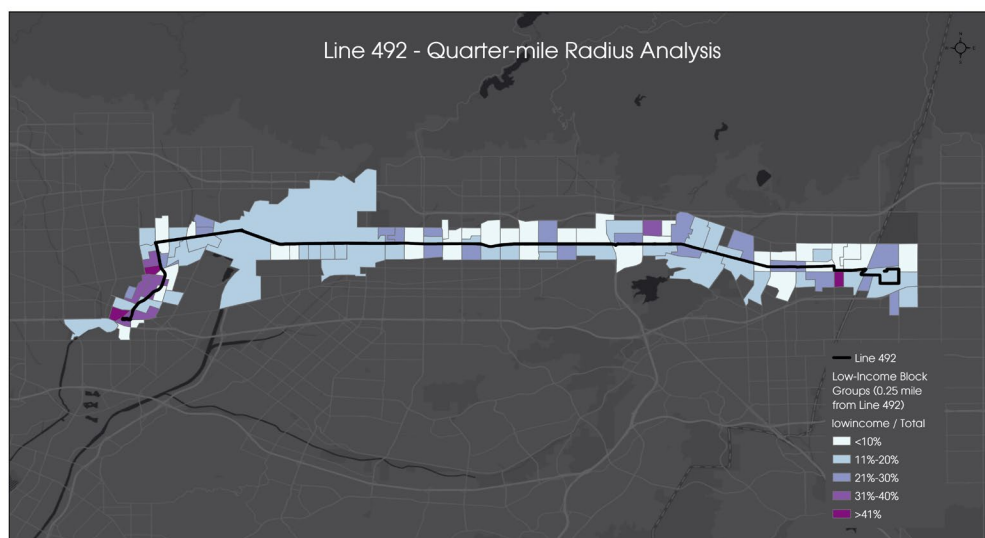 Line 492 - Quarter-mile Radius Analysis
Line 492
Low-Income Block
Groups (0.25 mile
from Line 492)
lowincome / Total
<10%
11%-20%
21%-30%
31%-40%
>41%